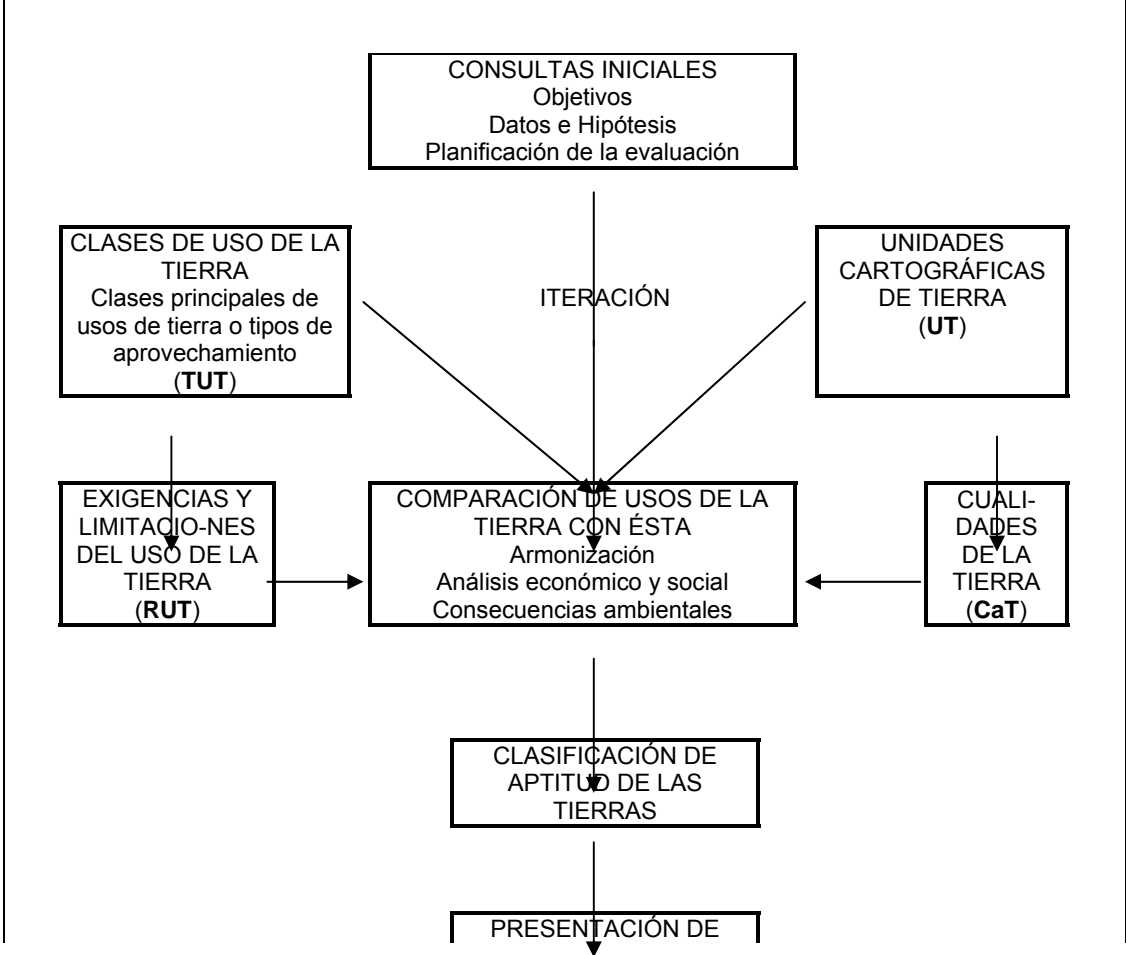 CONSULTAS INICIALES
Objetivos
Datos e Hipótesis
Planificación de la evaluación
CLASES DE USO DE LA
TIERRA
Clases principales de
usos de tierra o tipos de
aprovechamiento
(TUT)
ITERACIÓN
UNIDADES
CARTOGRÁFICAS
DE TIERRA
(UT)
EXIGENCIAS Y
LIMITACIO-NES
DEL USO DE LA
TIERRA
(RUT)
COMPARACIÓN DE USOS DE LA
TIERRA CON ÉSTA
Armonización
Análisis económico y social
Consecuencias ambientales
CUALI-
DADES
DE LA
TIERRA
(CaT)
CLASIFICACIÓN DE
APTITUD DE LAS
TIERRAS
PRESENTACIÓN DE